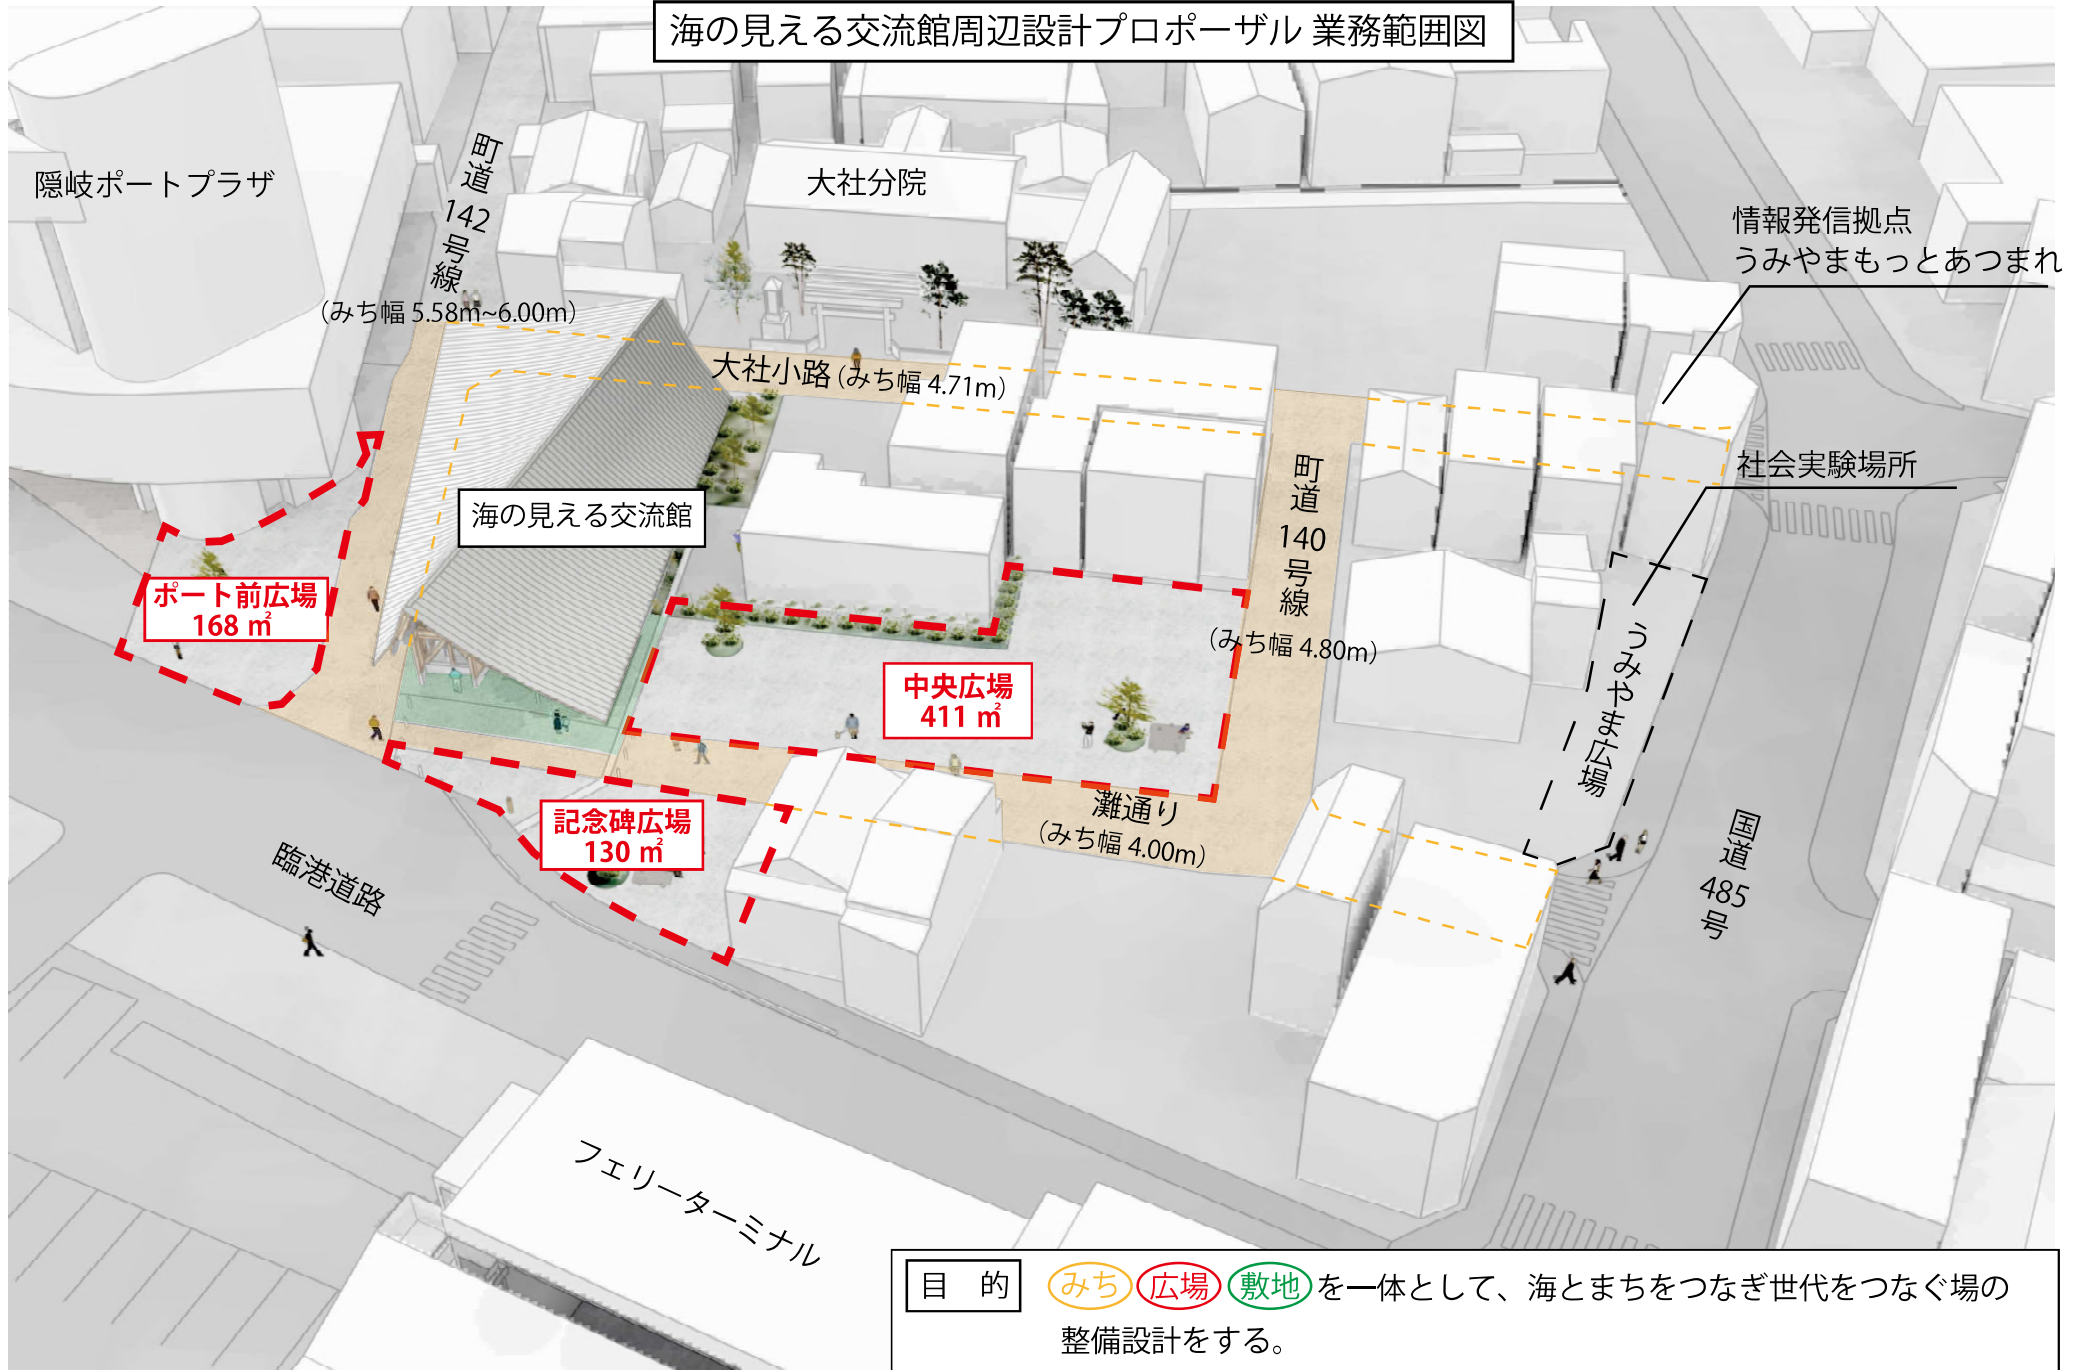 海の見える交流館周辺設計プロポーザル 業務範囲図
隠岐ポートプラザ
町道142号線
(みち幅 5.58m~6.00m)
大社分院
情報発信拠点
うみやまもっとあつまれ
大社小路 (みち幅 4.71m)
社会実験場所
町道140号線
(みち幅 4.80m)
海の見える交流館
ポート前広場
168 ㎡
中央広場
411 ㎡
うみやま広場
記念碑広場
130 ㎡
灘通り
(みち幅 4.00m)
国道485号
臨港道路
フェリーターミナル
目 的 みち 広場 敷地 を一体として、海とまちをつなぎ世代をつなぐ場の
整備設計をする。